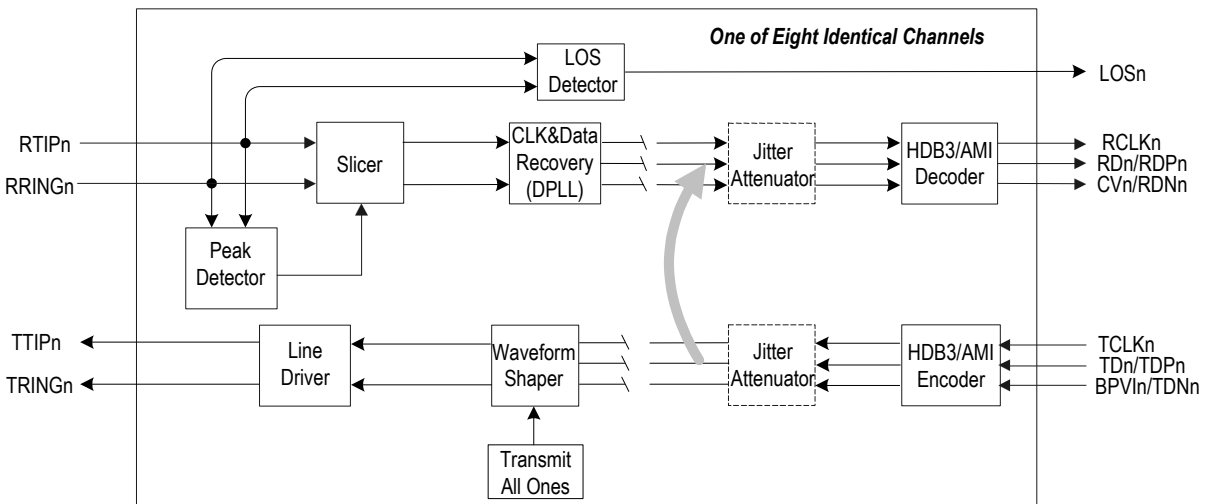 One of Eight Identical Channels
LOS
Detector
LOSn
RTIPn
RRINGn
Slicer
CLK&Data
Recovery
(DPLL)
Jitter
Attenuator
HDB3/AMI
Decoder
RCLKn
RDn/RDPn
CVn/RDNn
Peak
Detector
TTIPn
TRINGn
Line
Driver
Waveform
Shaper
Jitter
Attenuator
HDB3/AMI
Encoder
TCLKn
TDn/TDPn
BPVIn/TDNn
Transmit
All Ones